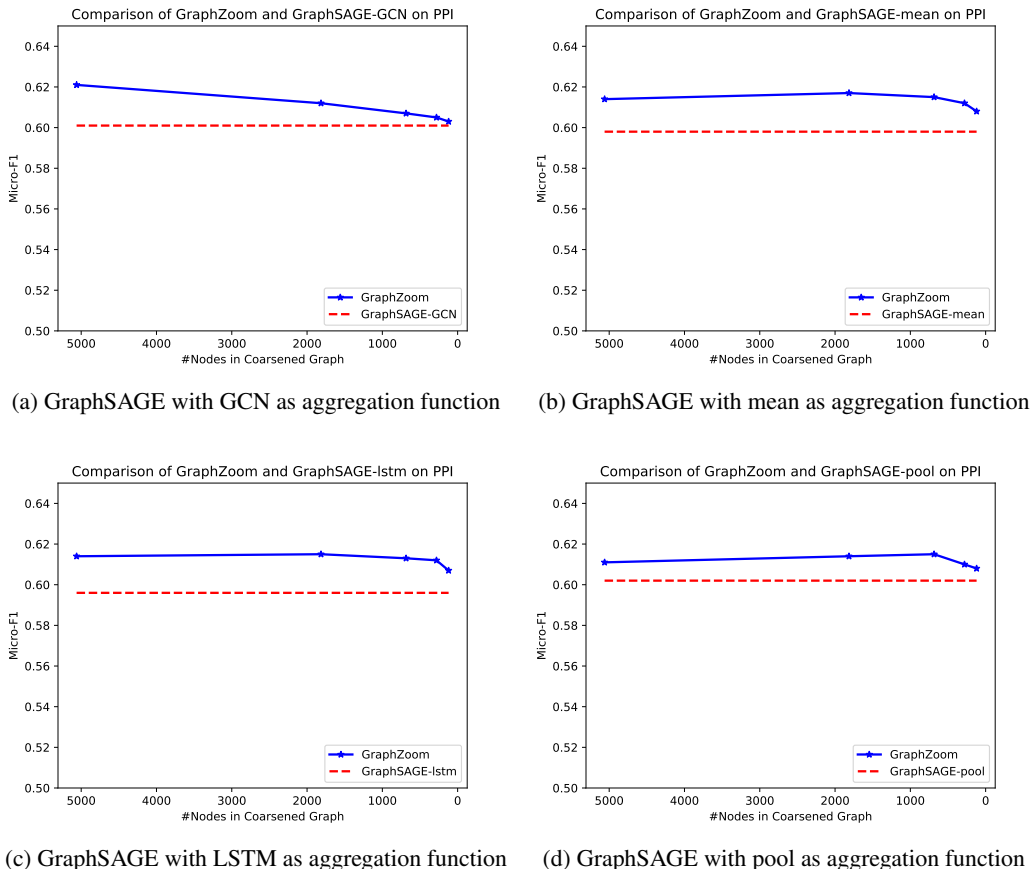 Comparison of GraphZoom and GraphSAGE-GCN on PPI
0.64
0.62
0.60
0.58
0.56
0.54
0.52
0.50
Micro-F1
5000 4000 3000 2000 1000 0
#Nodes in Coarsened Graph
GraphZoom
GraphSAGE-GCN
(a) GraphSAGE with GCN as aggregation function
Comparison of GraphZoom and GraphSAGE-mean on PPI
0.64
0.62
0.60
0.58
0.56
0.54
0.52
0.50
Micro-F1
5000 4000 3000 2000 1000 0
#Nodes in Coarsened Graph
GraphZoom
GraphSAGE-mean
(b) GraphSAGE with mean as aggregation function
Comparison of GraphZoom and GraphSAGE-lstm on PPI
0.64
0.62
0.60
0.58
0.56
0.54
0.52
0.50
Micro-F1
5000 4000 3000 2000 1000 0
#Nodes in Coarsened Graph
GraphZoom
GraphSAGE-lstm
(c) GraphSAGE with LSTM as aggregation function
Comparison of GraphZoom and GraphSAGE-pool on PPI
0.64
0.62
0.60
0.58
0.56
0.54
0.52
0.50
Micro-F1
5000 4000 3000 2000 1000 0
#Nodes in Coarsened Graph
GraphZoom
GraphSAGE-pool
(d) GraphSAGE with pool as aggregation function